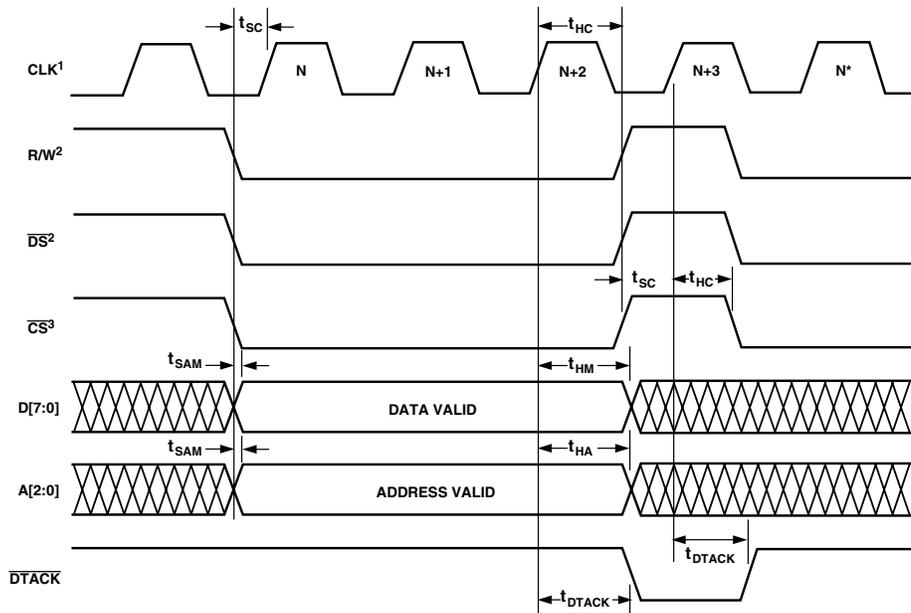 tSC
tHC
CLK1
N
N+1
N+2
N+3
N*
R/W2
DS2
tSC
tHC
CS3
tSAM
tHM
D[7:0]
DATA VALID
tSAM
tHA
A[2:0]
ADDRESS VALID
tDTACK
DTACK
tDTACK